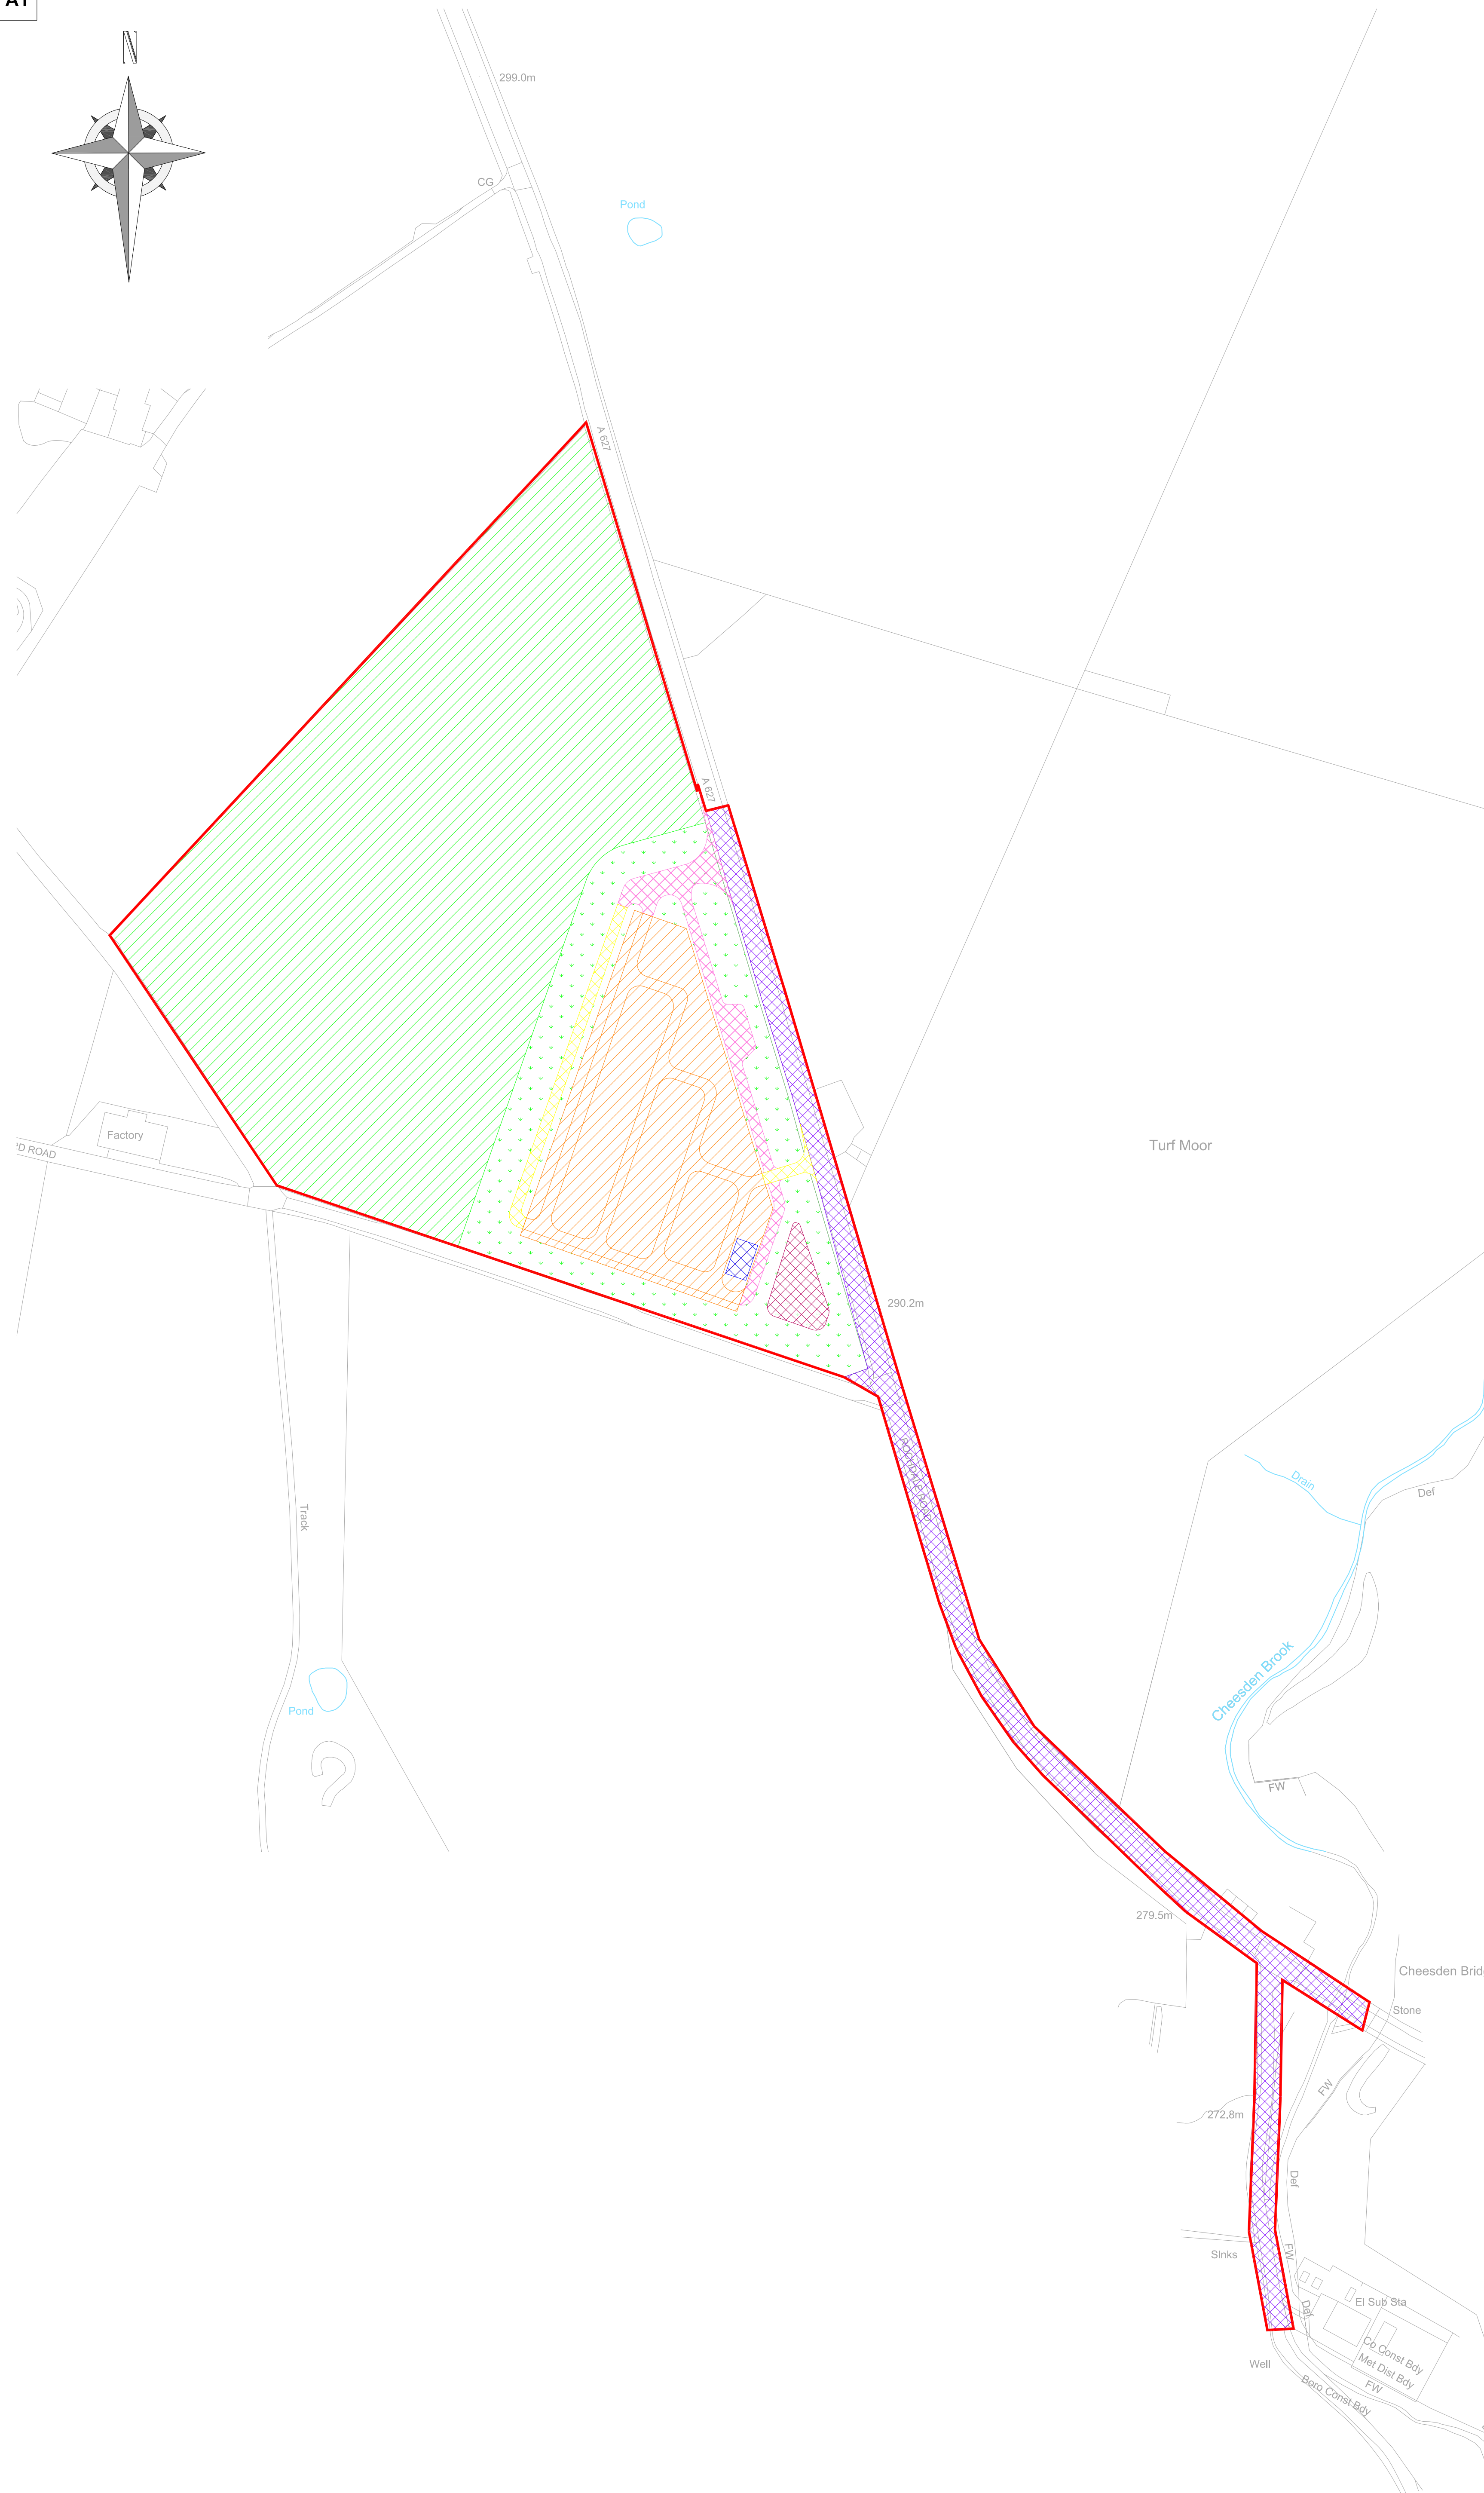 A1
N
299.0m
CG
Pond
A 627
A 627
Factory
D ROAD
Turf Moor
290.2m
Drain
Def
Track
Cheesden Brook
Pond
FW
279.5m
Cheesden Brid
Stone
FW
272.8m
Def
FW
SInks
Def
El Sub Sta
Co Const Bdy
Met Dist Bdy
Well
FW
Boro Const Bdy